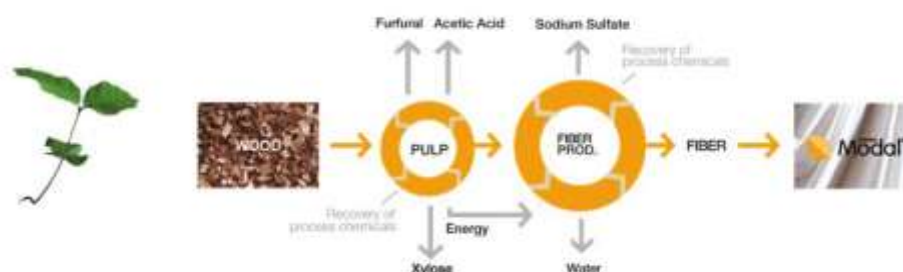 Furfural Acetic Acid Sodium Sulfate
Recovery of
process chemicals
WOOD PULP FIBER
PROD. FIBER Modal
Recovery of
process chemicals
Energy
Xylose Water